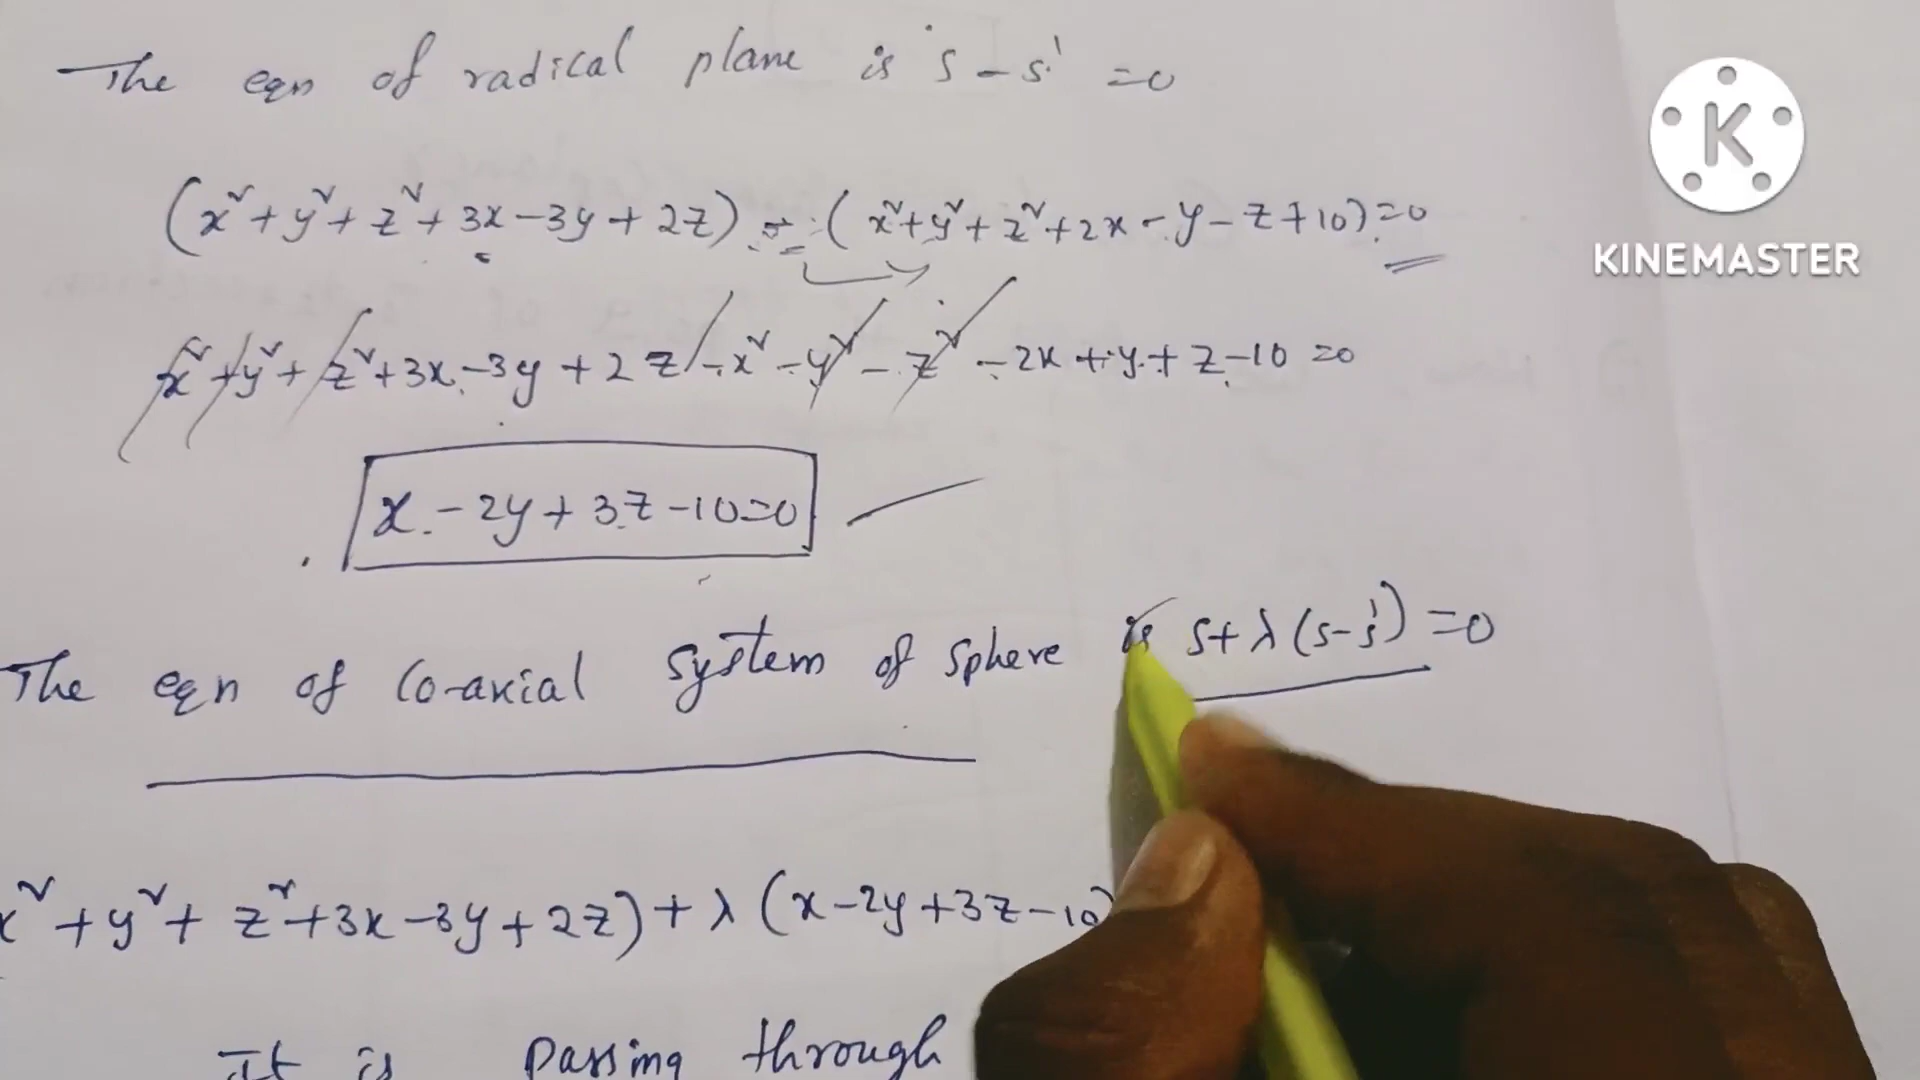 The eqn of radical plane is s - s' = 0
K
KINEMASTER
(x² + y² + z² + 3x - 3y + 2z) - (x² + y² + z² + 2x - y - z + 10) = 0
x² + y² + z² + 3x - 3y + 2z - x² - y² - z² - 2x + y + z - 10 = 0
x - 2y + 3z - 10 = 0
The eqn of Co-axial system of sphere is s + λ (s - s') = 0
x² + y² + z² + 3x - 3y + 2z) + λ (x - 2y + 3z - 10)
It is passing through